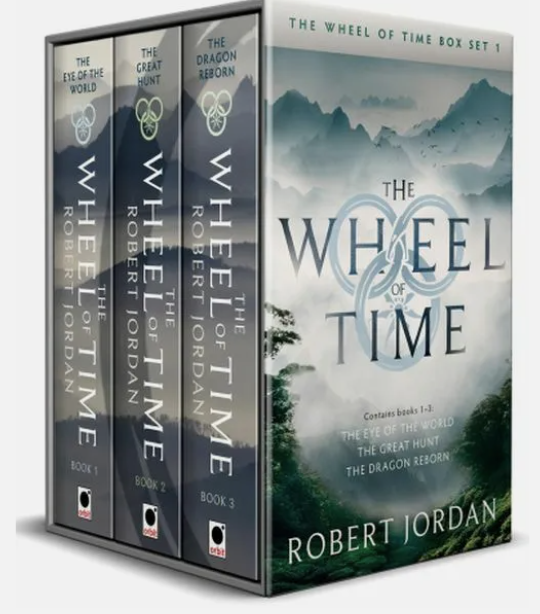 THE
EYE OF THE
WORLD
THE
WHEEL OF TIME
ROBERT JORDAN
BOOK 1
orbit
THE
GREAT
HUNT
THE
WHEEL OF TIME
ROBERT JORDAN
BOOK 2
orbit
THE
DRAGON
REBORN
THE
WHEEL OF TIME
ROBERT JORDAN
BOOK 3
orbit
THE WHEEL OF TIME BOX SET 1
THE
WHEEL
OF
TIME
Contains books 1-3:
THE EYE OF THE WORLD
THE GREAT HUNT
THE DRAGON REBORN
ROBERT JORDAN